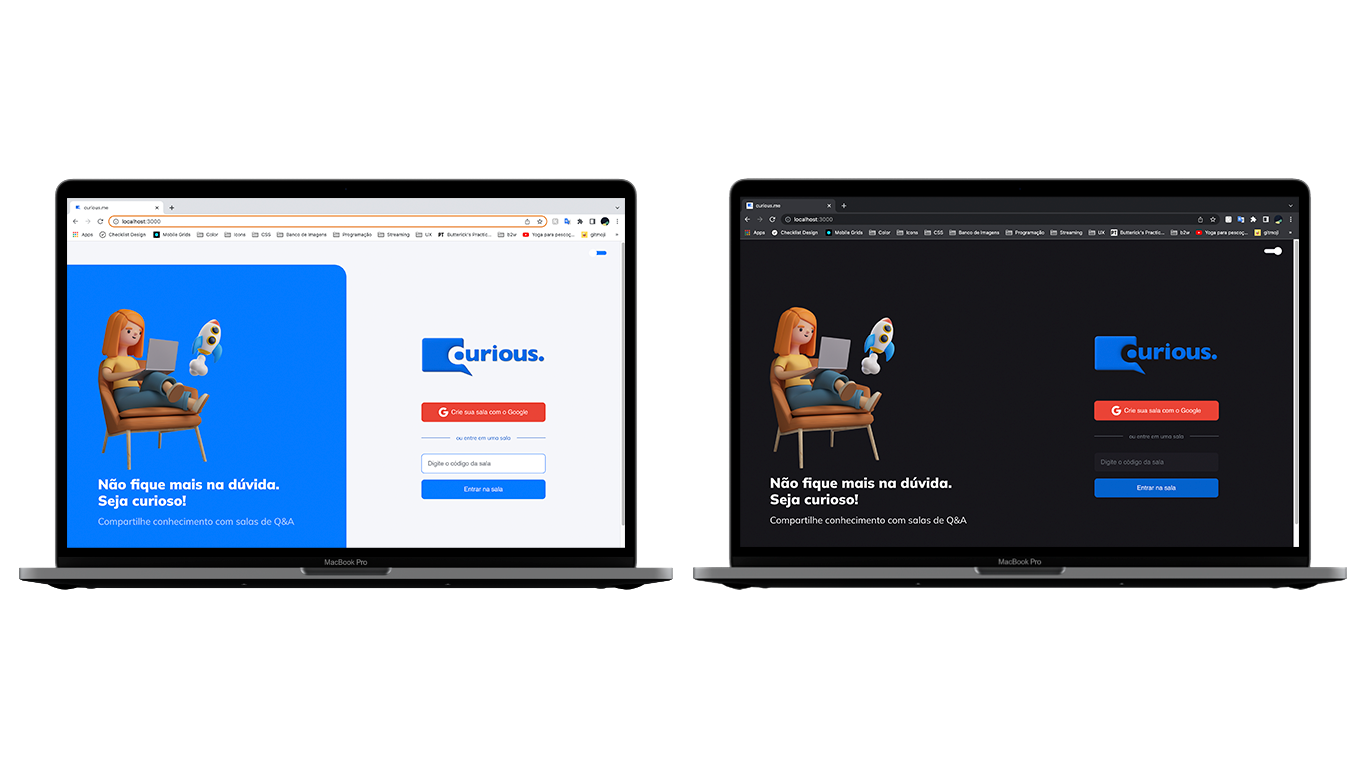 curious.me
localhost:3000
Apps Checklist Design Mobile Grids Color Icons CSS Banco de Imagens Programação Streaming UX Butterick's Practic... b2w Yoga para pescoç... gitmoji
Curious.
Crie sua sala com o Google
ou entre em uma sala
Digite o código da sala
Entrar na sala
Não fique mais na dúvida.
Seja curioso!
Compartilhe conhecimento com salas de Q&A
MacBook Pro
curious.me
localhost:3000
Apps Checklist Design Mobile Grids Color Icons CSS Banco de Imagens Programação Streaming UX Butterick's Practic... b2w Yoga para pescoç... gitmoji
Curious.
Crie sua sala com o Google
ou entre em uma sala
Digite o código da sala
Entrar na sala
Não fique mais na dúvida.
Seja curioso!
Compartilhe conhecimento com salas de Q&A
MacBook Pro